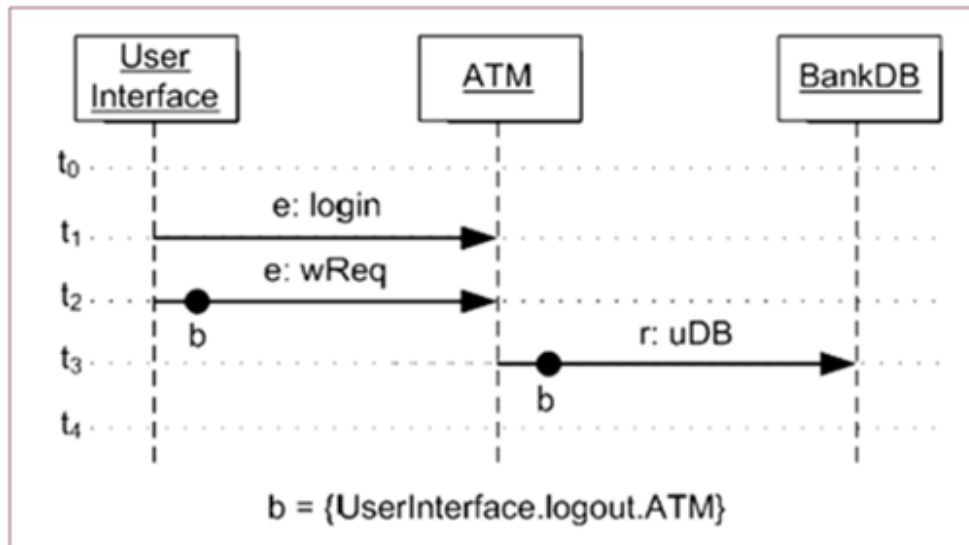 User
Interface
ATM
BankDB
t0
e: login
t1
e: wReq
t2
b
r: uDB
t3
b
t4
b = {UserInterface.logout.ATM}